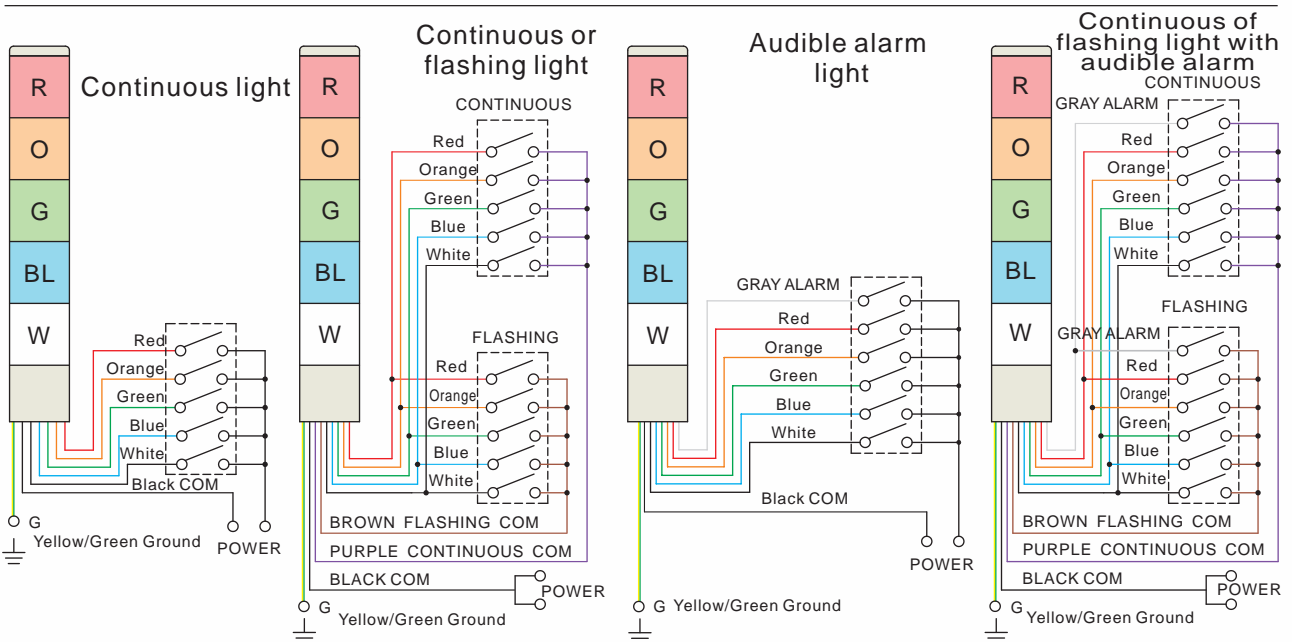 Continuous light
R
O
G
BL
W
Red
Orange
Green
Blue
White
Black COM
G
Yellow/Green Ground
POWER
Continuous or
flashing light
R
O
G
BL
W
CONTINUOUS
Red
Orange
Green
Blue
White
FLASHING
Red
Orange
Green
Blue
White
BROWN FLASHING COM
PURPLE CONTINUOUS COM
BLACK COM
POWER
G
Yellow/Green Ground
Audible alarm
light
R
O
G
BL
W
GRAY ALARM
Red
Orange
Green
Blue
White
Black COM
POWER
G
Yellow/Green Ground
Continuous of
flashing light with
audible alarm
R
O
G
BL
W
CONTINUOUS
GRAY ALARM
Red
Orange
Green
Blue
White
FLASHING
GRAY ALARM
Red
Orange
Green
Blue
White
BROWN FLASHING COM
PURPLE CONTINUOUS COM
BLACK COM
POWER
G
Yellow/Green Ground